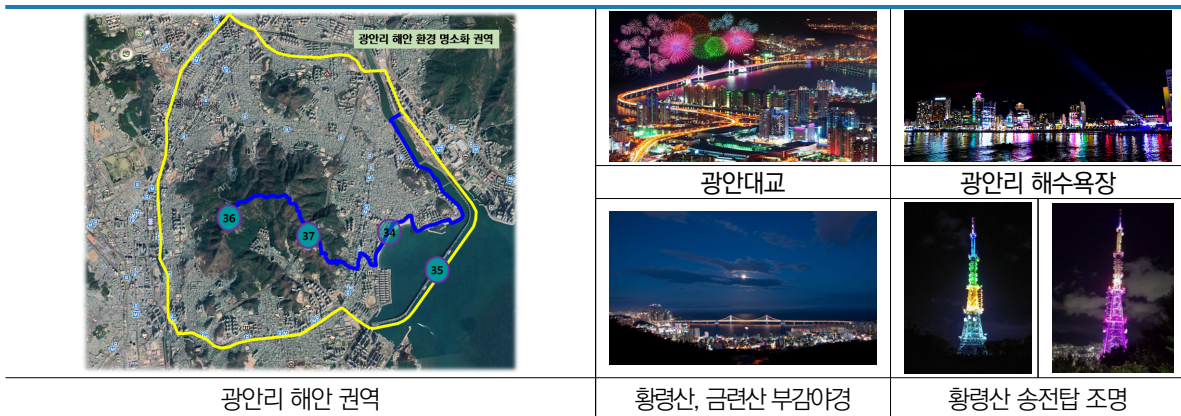 광안리 해안 환경 명소화 권역
36
37
34
35
광안대교
광안리 해수욕장
광안리 해안 권역
황령산, 금련산 부감야경
황령산 송전탑 조명